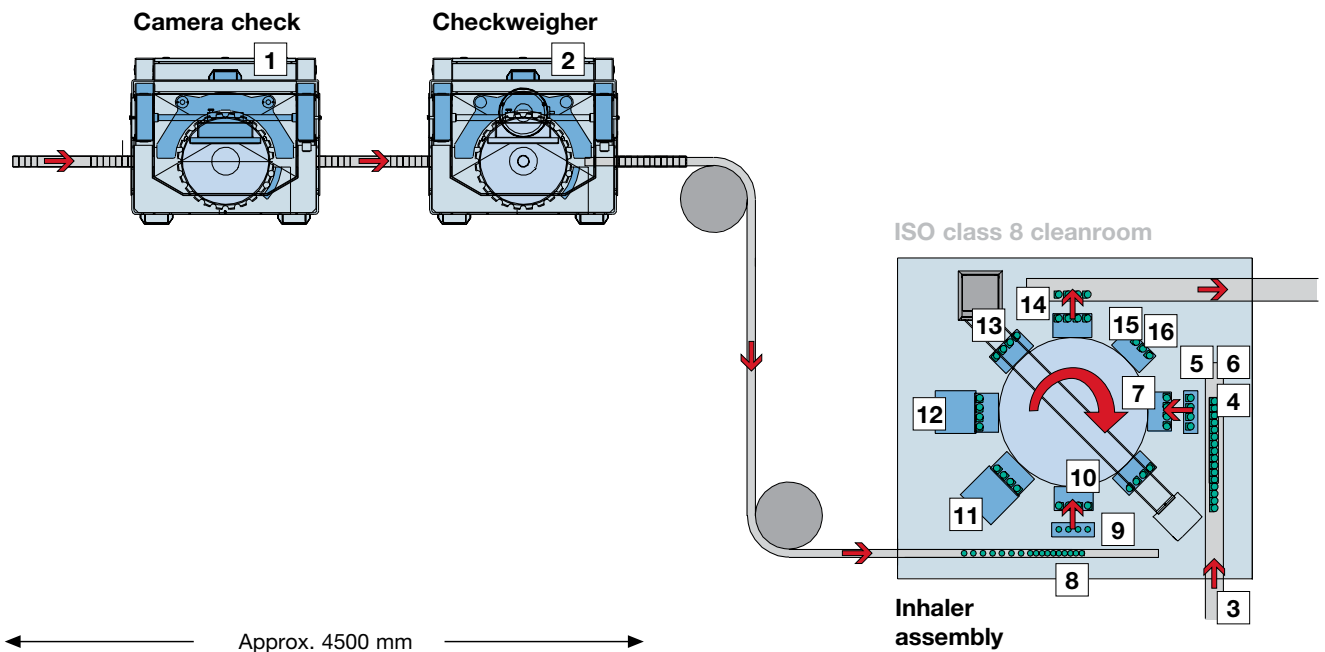 Camera check
1
Checkweigher
2
ISO class 8 cleanroom
14
13
15
16
5
6
7
4
12
10
11
9
8
3
Inhaler
assembly
Approx. 4500 mm